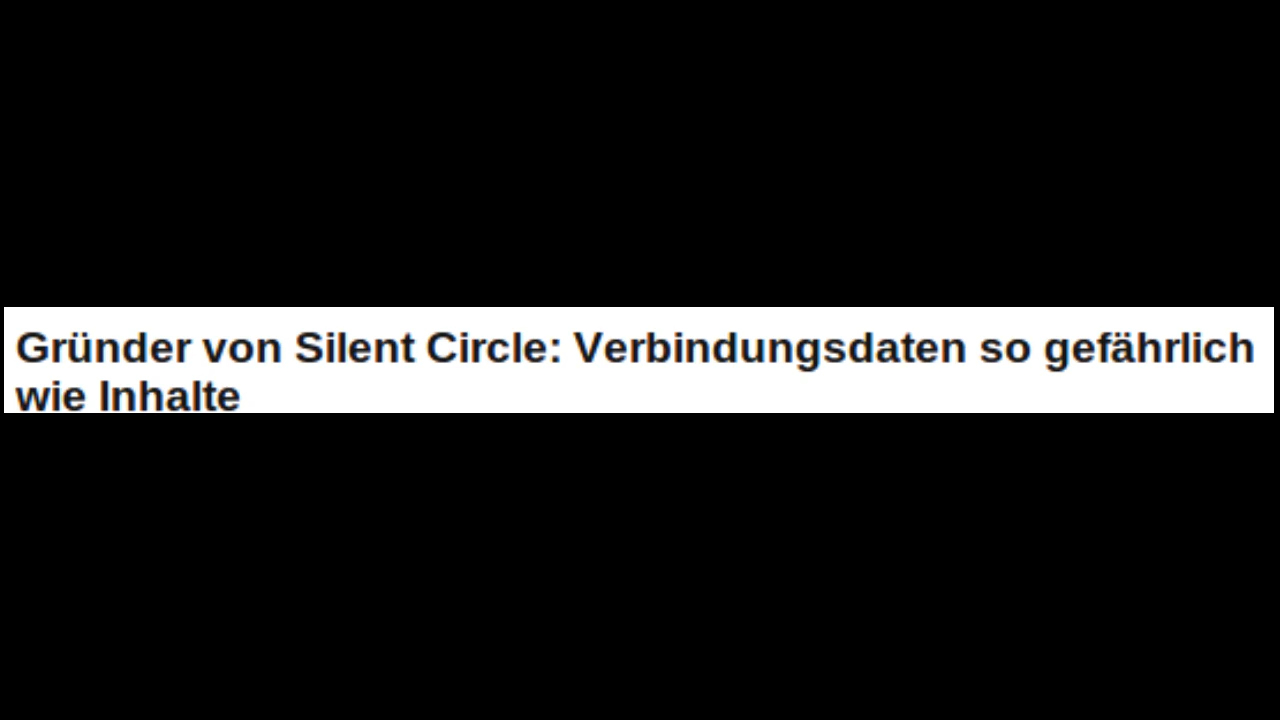 Gründer von Silent Circle: Verbindungsdaten so gefährlich
wie Inhalte